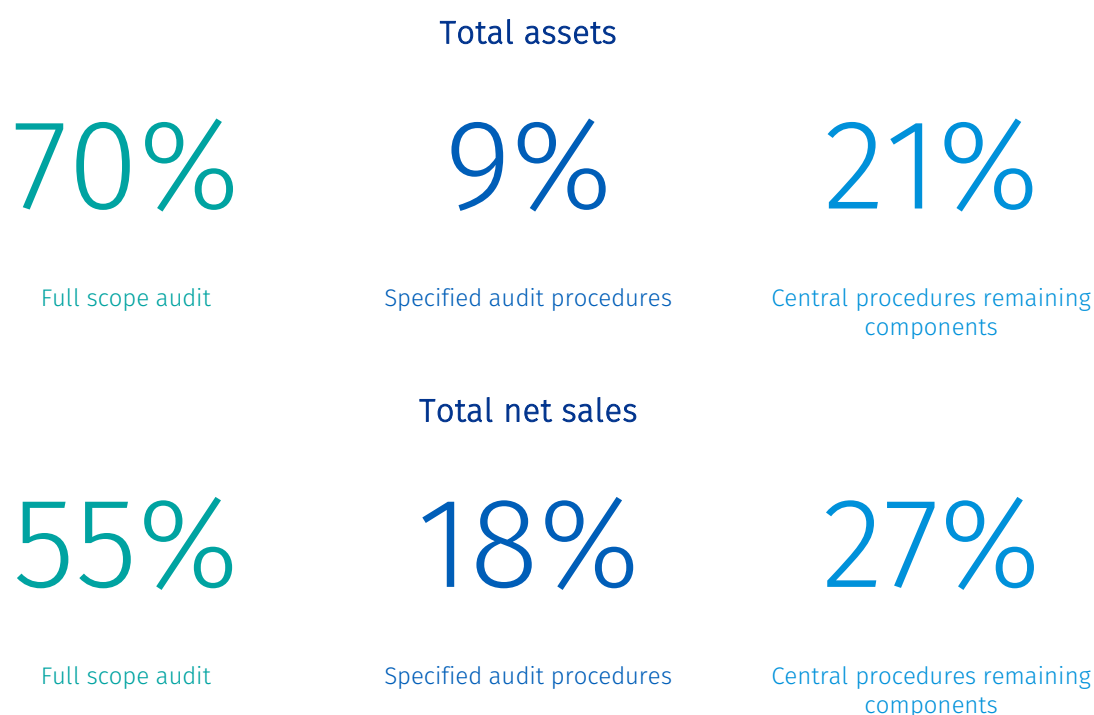 Total assets
70% 9% 21%
Full scope audit Specified audit procedures Central procedures remaining
components
Total net sales
55% 18% 27%
Full scope audit Specified audit procedures Central procedures remaining
components